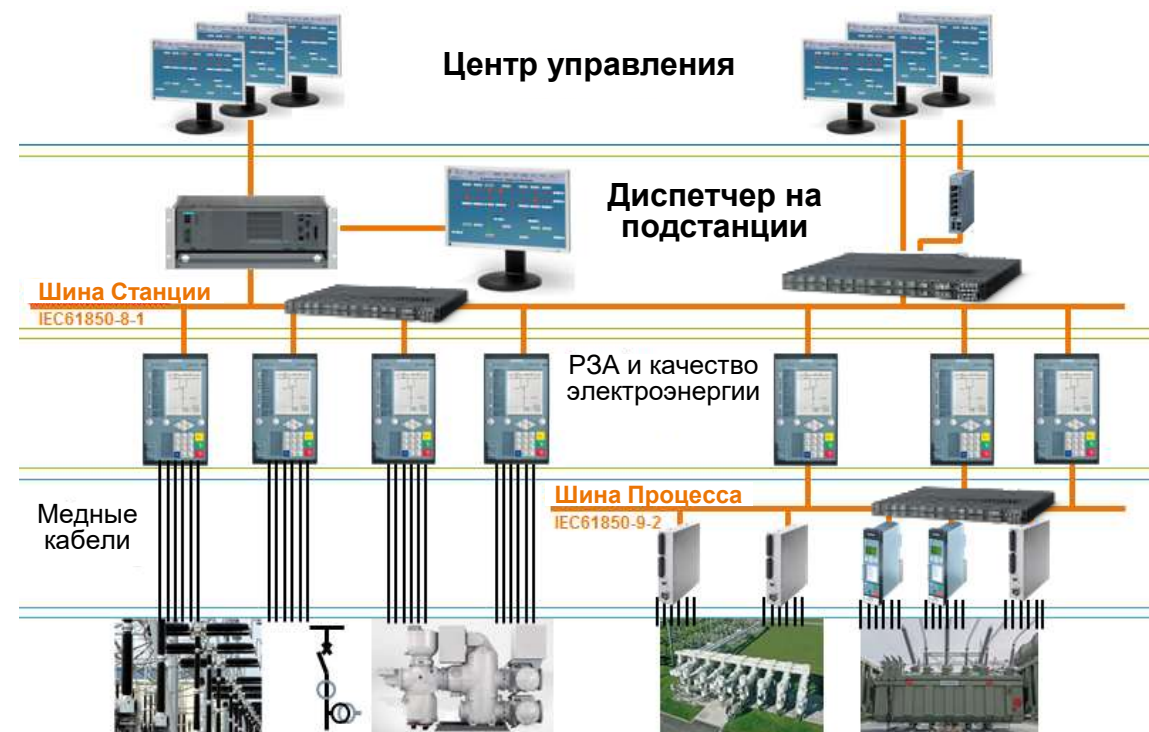 Центр управления
Диспетчер на
подстанции
Шина Станции
IEC61850-8-1
РЗА и качество
электроэнергии
Шина Процесса
IEC61850-9-2
Медные
кабели